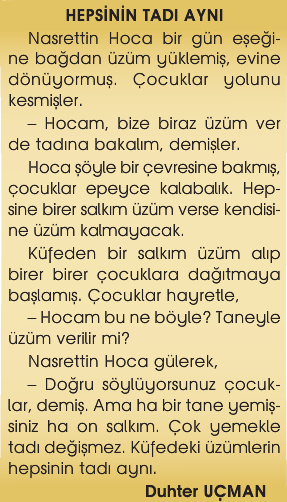 HEPSİNİN TADI AYNI
Nasrettin Hoca bir gün eşeği-
ne bağdan üzüm yüklemiş, evine
dönüyormuş. Çocuklar yolunu
kesmişler.
– Hocam, bize biraz üzüm ver
de tadına bakalım, demişler.
Hoca şöyle bir çevresine bakmış,
çocuklar epeyce kalabalık. Hep-
sine birer salkım üzüm verse kendisi-
ne üzüm kalmayacak.
Küfeden bir salkım üzüm alıp
birer birer çocuklara dağıtmaya
başlamış. Çocuklar hayretle,
– Hocam bu ne böyle? Taneyle
üzüm verilir mi?
Nasrettin Hoca gülerek,
– Doğru söylüyorsunuz çocuk-
lar, demiş. Ama ha bir tane yemiş-
siniz ha on salkım. Çok yemekle
tadı değişmez. Küfedeki üzümlerin
hepsinin tadı aynı.
Duhter UÇMAN